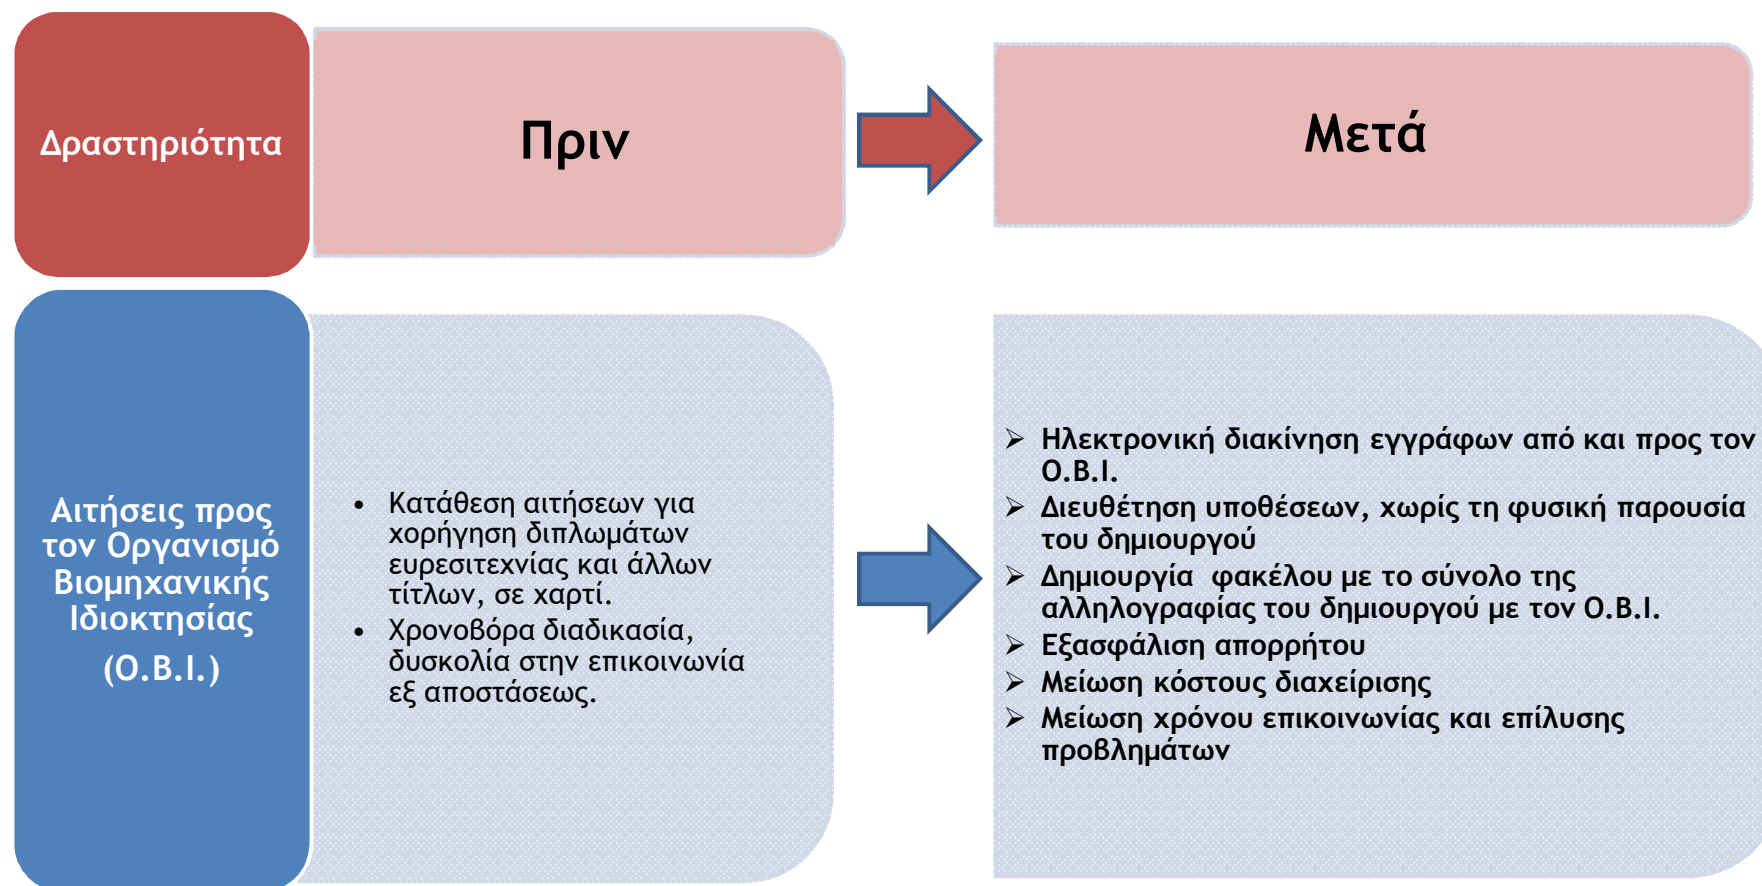 Δραστηριότητα
Πριν
Μετά
Αιτήσεις προς
τον Οργανισμό
Βιομηχανικής
Ιδιοκτησίας
(Ο.Β.Ι.)
• Κατάθεση αιτήσεων για
χορήγηση διπλωμάτων
ευρεσιτεχνίας και άλλων
τίτλων, σε χαρτί.
• Χρονοβόρα διαδικασία,
δυσκολία στην επικοινωνία
εξ αποστάσεως.
➢ Ηλεκτρονική διακίνηση εγγράφων από και προς τον
Ο.Β.Ι.
➢ Διευθέτηση υποθέσεων, χωρίς τη φυσική παρουσία
του δημιουργού
➢ Δημιουργία φακέλου με το σύνολο της
αλληλογραφίας του δημιουργού με τον Ο.Β.Ι.
➢ Εξασφάλιση απορρήτου
➢ Μείωση κόστους διαχείρισης
➢ Μείωση χρόνου επικοινωνίας και επίλυσης
προβλημάτων